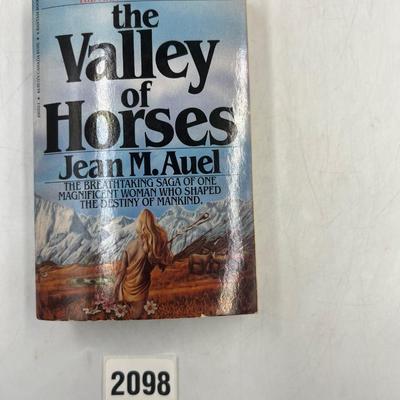 the
Valley
of
Horses
Jean M. Auel
THE BREATHTAKING SAGA OF ONE
MAGNIFICENT WOMAN WHO SHAPED
THE DESTINY OF MANKIND.
2098